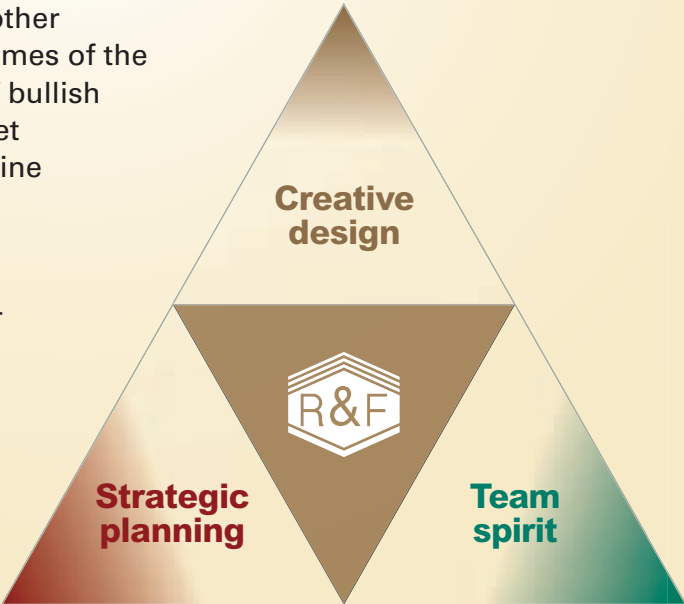 other
mes of the
bullish
et
ine
Creative
design
R&F
Strategic
planning
Team
spirit